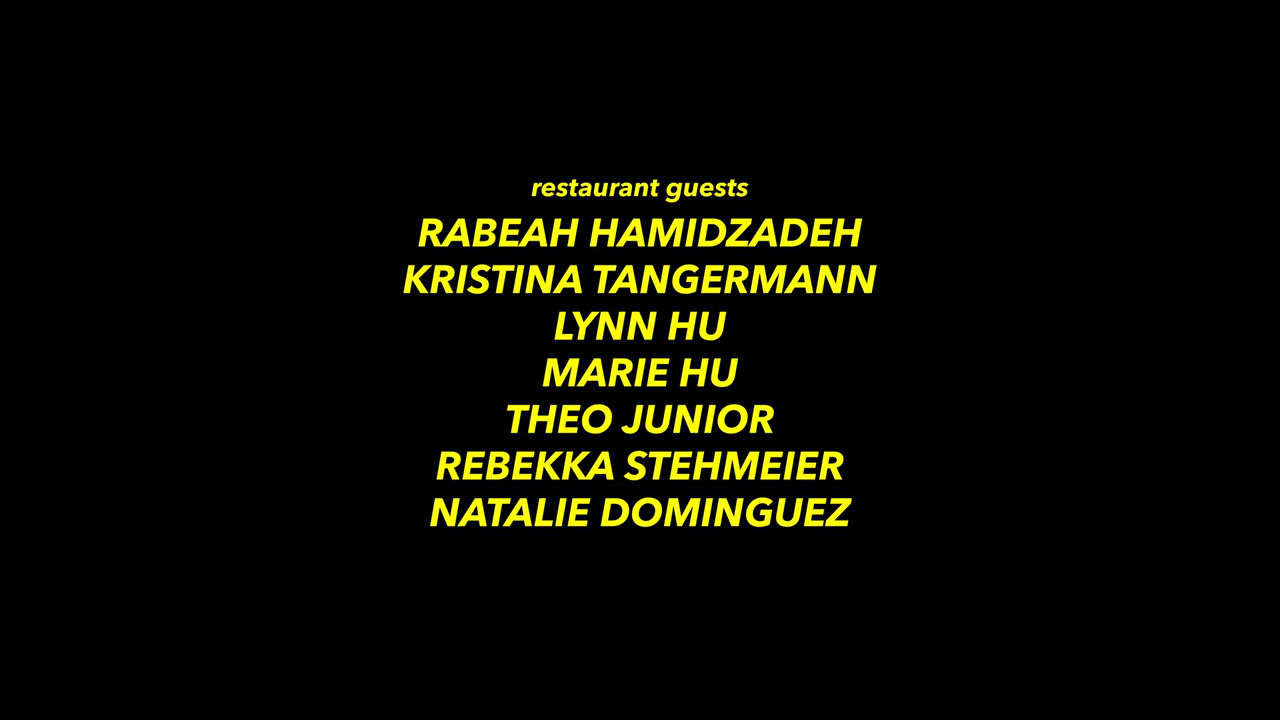 restaurant guests
RABEAH HAMIDZADEH
KRISTINA TANGERMANN
LYNN HU
MARIE HU
THEO JUNIOR
REBEKKA STEHMEIER
NATALIE DOMINGUEZ